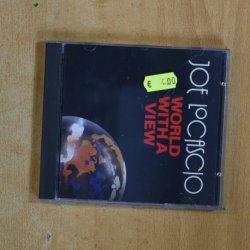 JOE LOCASCIO
WORLD
WITH A
VIEW
€ 4.00